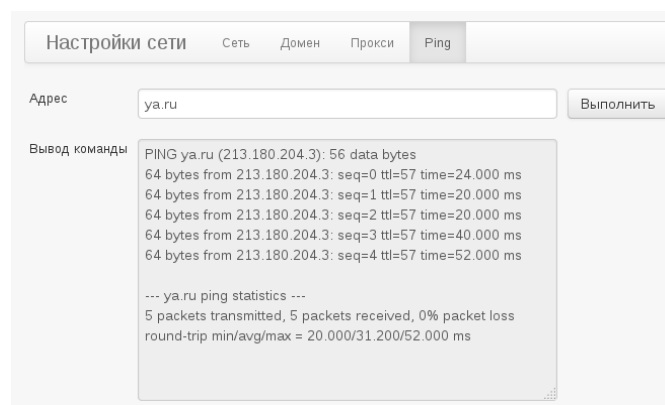 Настройки сети Сеть Домен Прокси Ping
Адрес ya.ru Выполнить
Вывод команды
PING ya.ru (213.180.204.3): 56 data bytes
64 bytes from 213.180.204.3: seq=0 ttl=57 time=24.000 ms
64 bytes from 213.180.204.3: seq=1 ttl=57 time=20.000 ms
64 bytes from 213.180.204.3: seq=2 ttl=57 time=20.000 ms
64 bytes from 213.180.204.3: seq=3 ttl=57 time=40.000 ms
64 bytes from 213.180.204.3: seq=4 ttl=57 time=52.000 ms
--- ya.ru ping statistics ---
5 packets transmitted, 5 packets received, 0% packet loss
round-trip min/avg/max = 20.000/31.200/52.000 ms